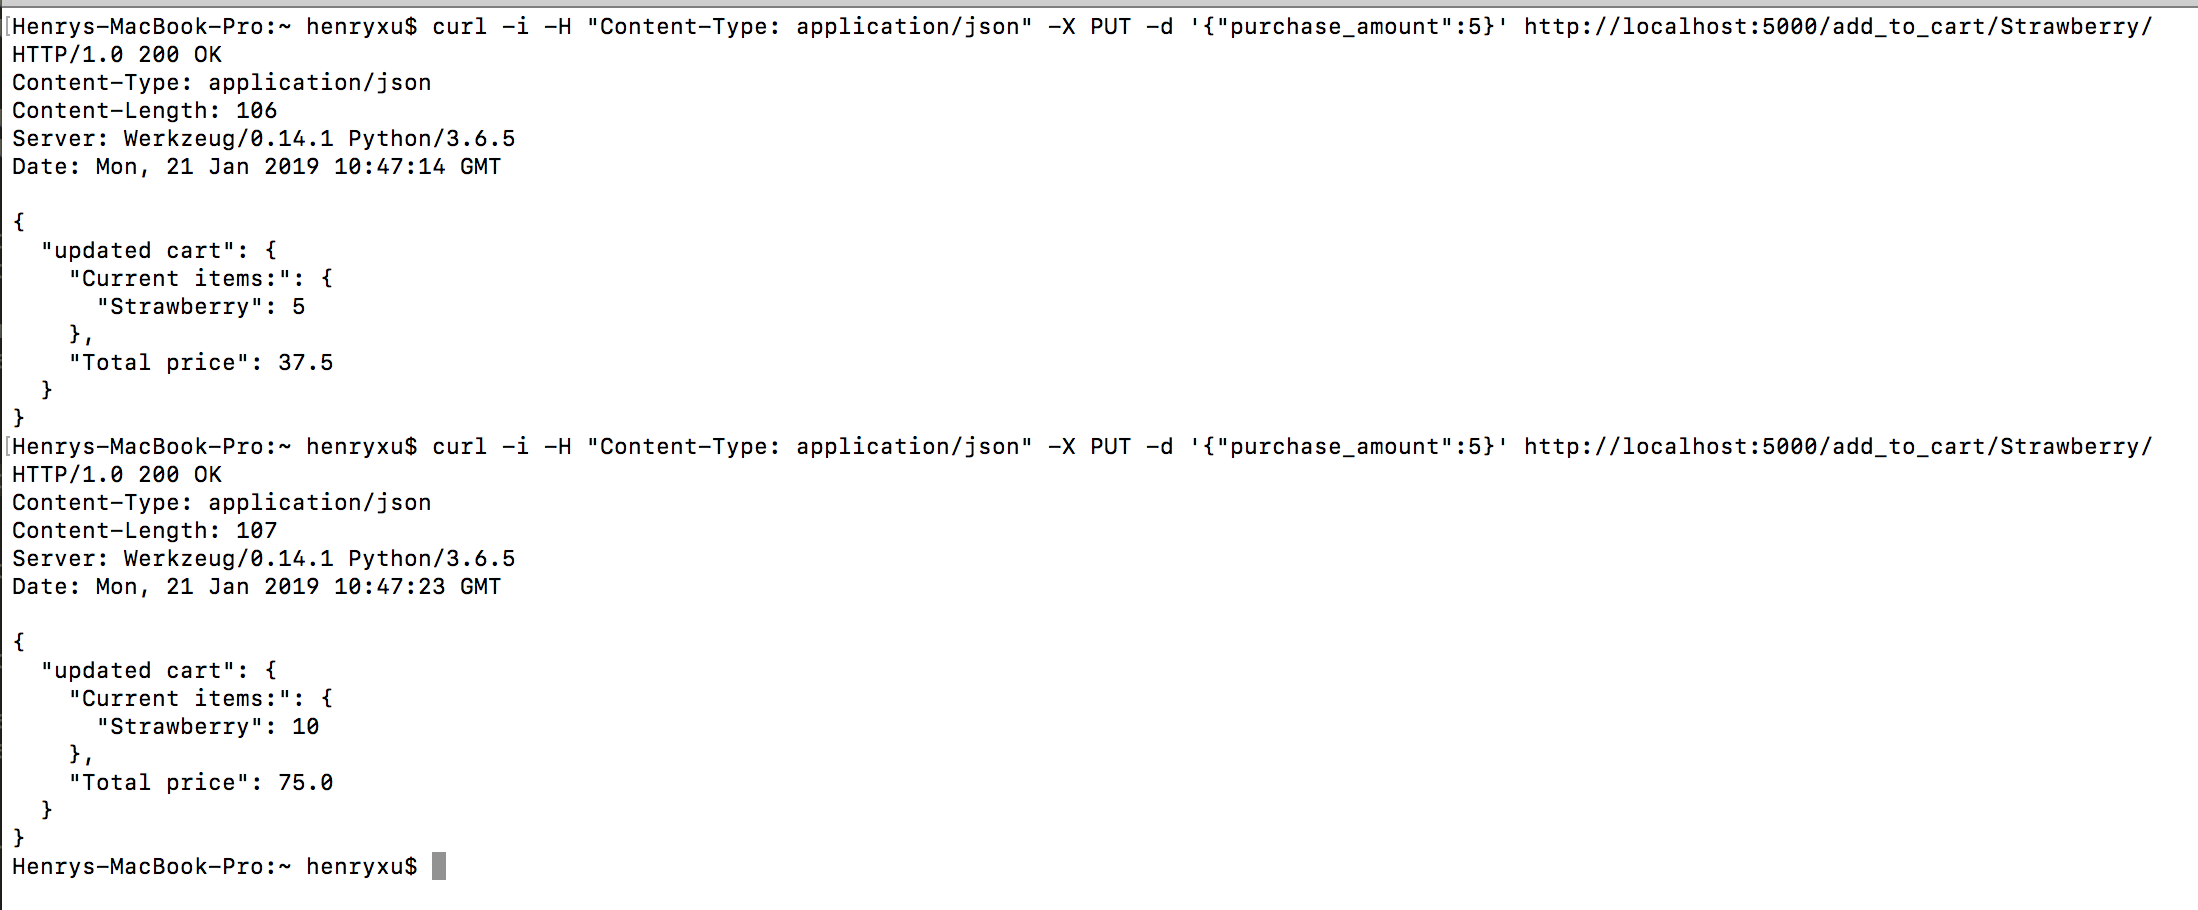 Henrys-MacBook-Pro:~ henryxu$ curl -i -H "Content-Type: application/json" -X PUT -d '{"purchase_amount":5}' http://localhost:5000/add_to_cart/Strawberry/
HTTP/1.0 200 OK
Content-Type: application/json
Content-Length: 106
Server: Werkzeug/0.14.1 Python/3.6.5
Date: Mon, 21 Jan 2019 10:47:14 GMT

{
  "updated cart": {
    "Current items:": {
      "Strawberry": 5
    },
    "Total price": 37.5
  }
}
Henrys-MacBook-Pro:~ henryxu$ curl -i -H "Content-Type: application/json" -X PUT -d '{"purchase_amount":5}' http://localhost:5000/add_to_cart/Strawberry/
HTTP/1.0 200 OK
Content-Type: application/json
Content-Length: 107
Server: Werkzeug/0.14.1 Python/3.6.5
Date: Mon, 21 Jan 2019 10:47:23 GMT

{
  "updated cart": {
    "Current items:": {
      "Strawberry": 10
    },
    "Total price": 75.0
  }
}
Henrys-MacBook-Pro:~ henryxu$